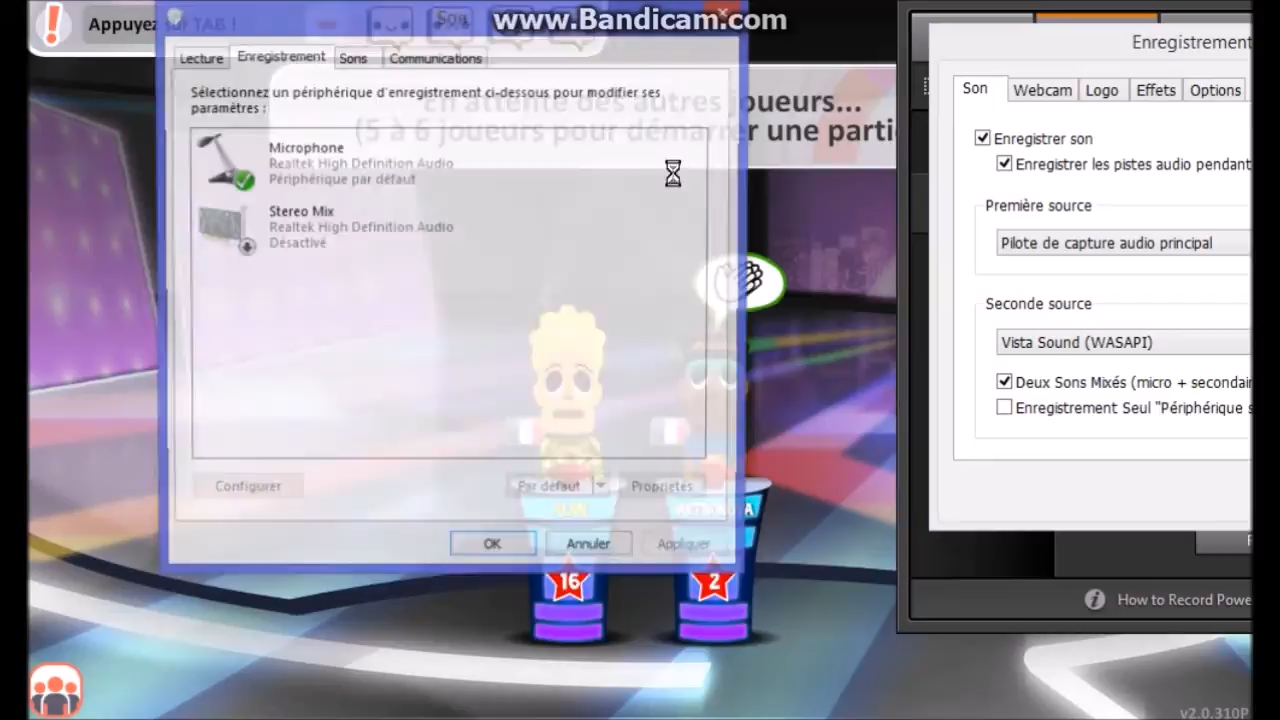 www.Bandicam.com
Appuyez sur TAB !
Son
Lecture
Enregistrement
Sons
Communications
Sélectionnez un périphérique d'enregistrement ci-dessous pour modifier ses
paramètres :
En attente des autres joueurs...
(5 à 6 joueurs pour démarrer une partie
Microphone
Realtek High Definition Audio
Périphérique par défaut
Stereo Mix
Realtek High Definition Audio
Désactivé
Configurer
Par défaut
Propriétés
OK
Annuler
Appliquer
16
2
Enregistrement
Son
Webcam
Logo
Effets
Options
Enregistrer son
Enregistrer les pistes audio pendant
Première source
Pilote de capture audio principal
Seconde source
Vista Sound (WASAPI)
Deux Sons Mixés (micro + secondair
Enregistrement Seul "Périphérique s
How to Record Powe
v2.0.310P